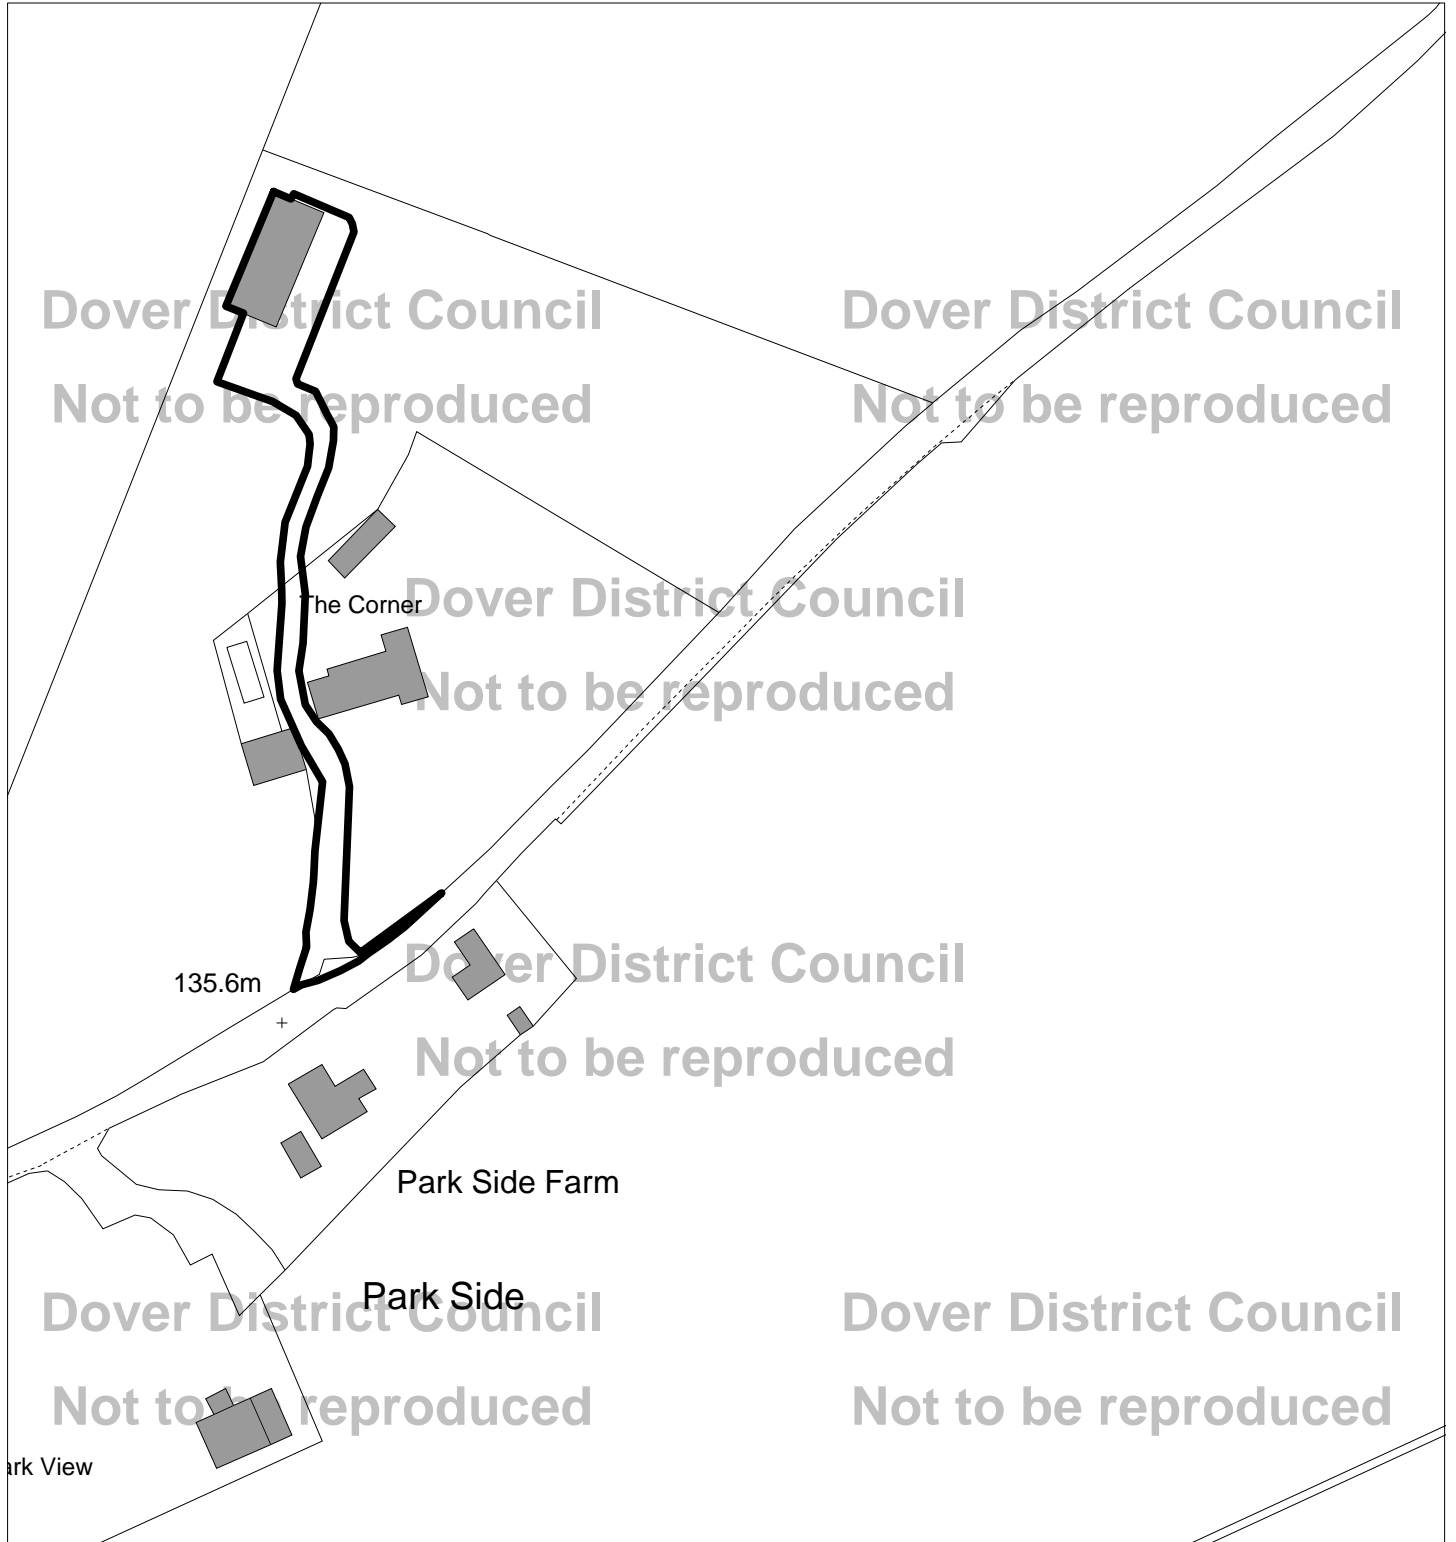 Dover District Council
Dover District Council
Not to be reproduced
Not to be reproduced
The Corner
Dover District Council
Not to be reproduced
Dover District Council
135.6m
Not to be reproduced
Park Side Farm
Park Side
Dover District Council
Dover District Council
Not to be reproduced
Not to be reproduced
ark View